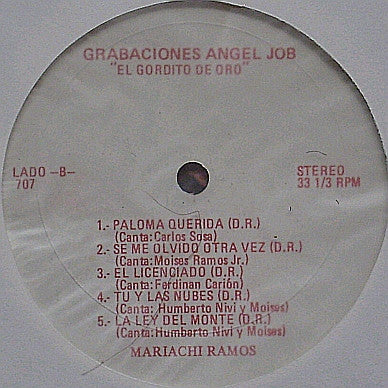 GRABACIONES ANGEL JOB
"EL GORDITO DE ORO"
LADO -B-
707
STEREO
33 1/3 RPM
1.- PALOMA QUERIDA (D.R.)
(Canta: Carlos Sosa)
2.- SE ME OLVIDO OTRA VEZ (D.R.)
(Canta: Moises Ramos Jr.)
3.- EL LICENCIADO (D.R.)
(Canta: Ferdinan Carión)
4.- TU Y LAS NUBES (D.R.)
(Canta: Humberto Nivi y Moises)
5.- LA LEY DEL MONTE (D.R.)
(Canta: Humberto Nivi y Moises)
MARIACHI RAMOS